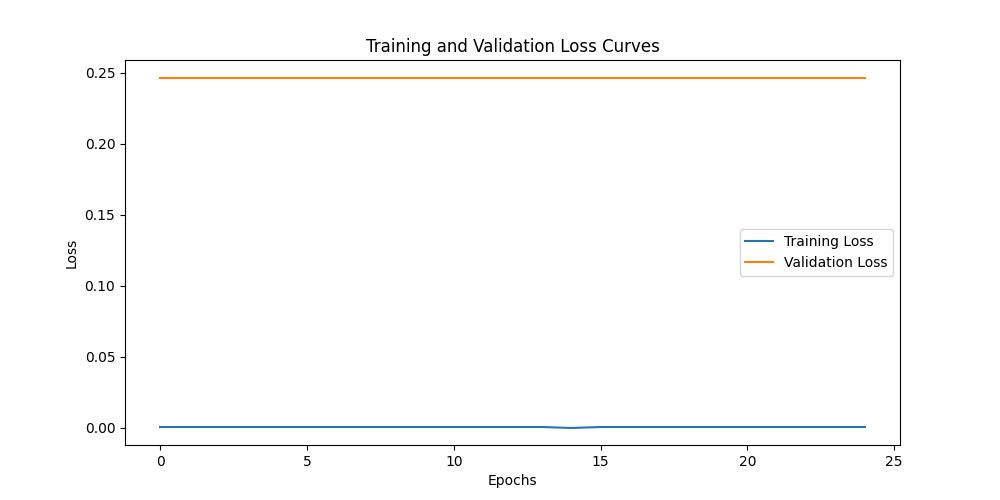 Training and Validation Loss Curves
0.25
0.20
0.15
0.10
0.05
0.00
Loss
Training Loss
Validation Loss
0 5 10 15 20 25
Epochs